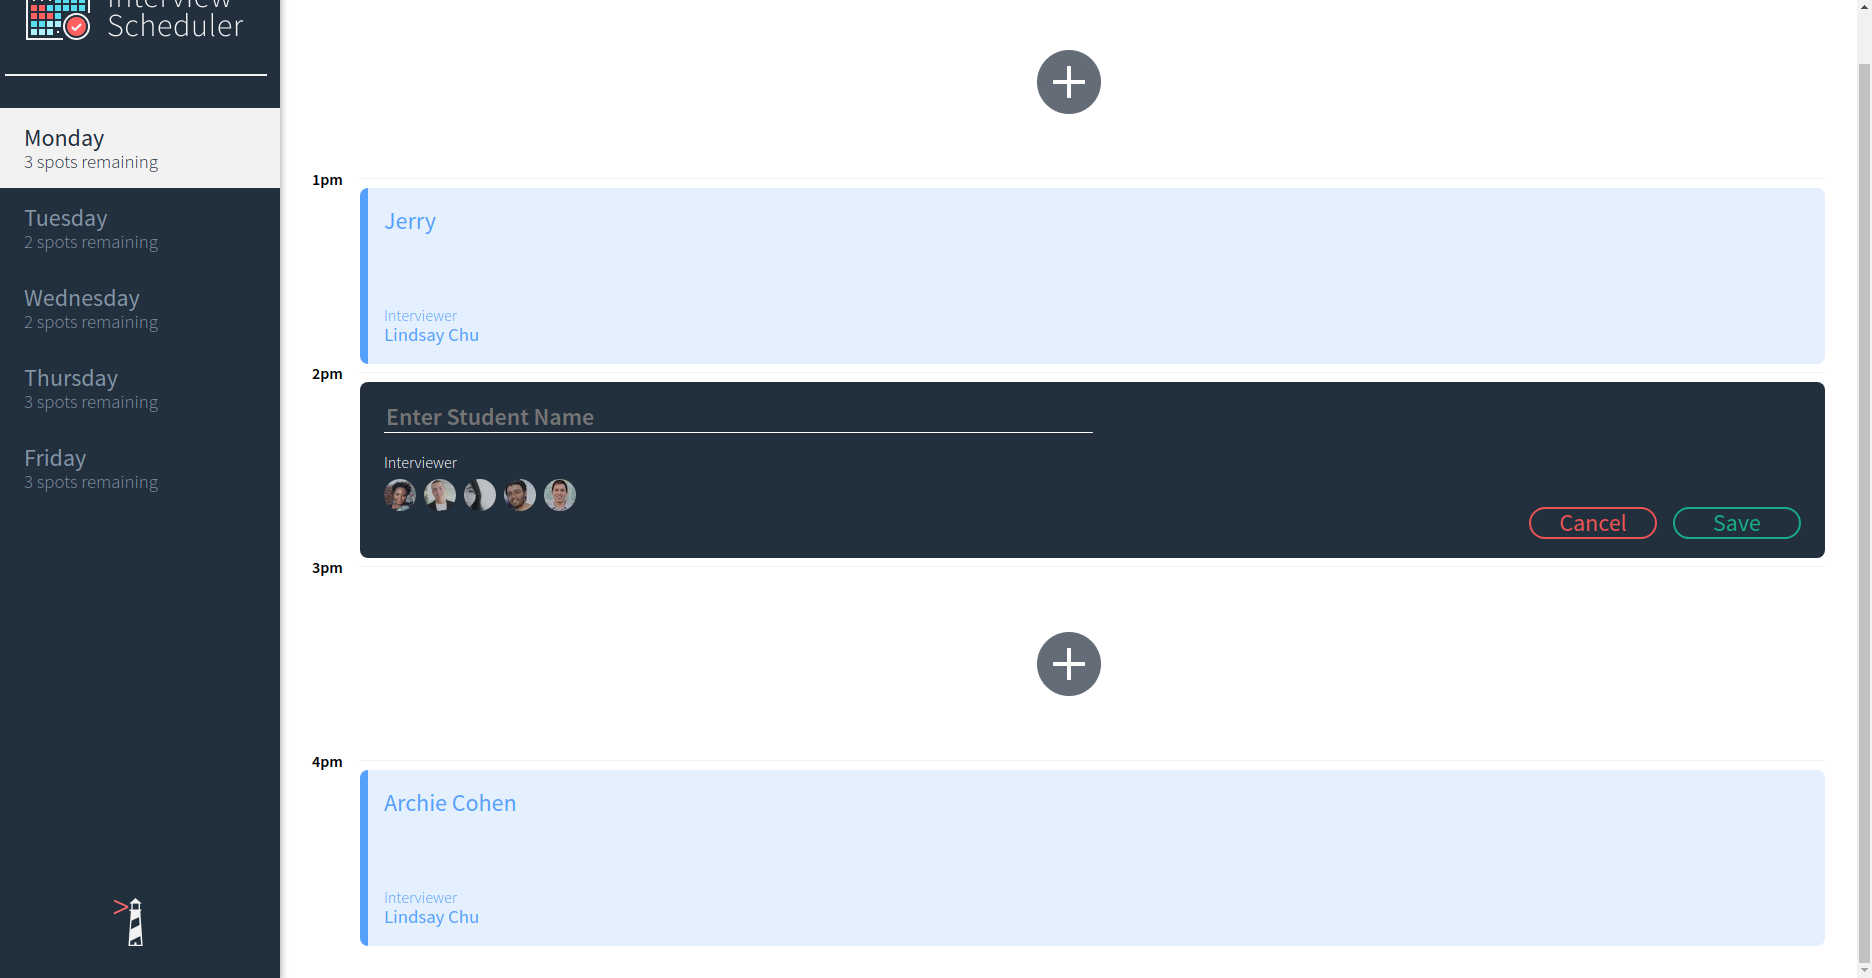 Interview
Scheduler
Monday
3 spots remaining
Tuesday
2 spots remaining
Wednesday
2 spots remaining
Thursday
3 spots remaining
Friday
3 spots remaining
1pm
Jerry
Interviewer
Lindsay Chu
2pm
Enter Student Name
Interviewer
Cancel
Save
3pm
4pm
Archie Cohen
Interviewer
Lindsay Chu